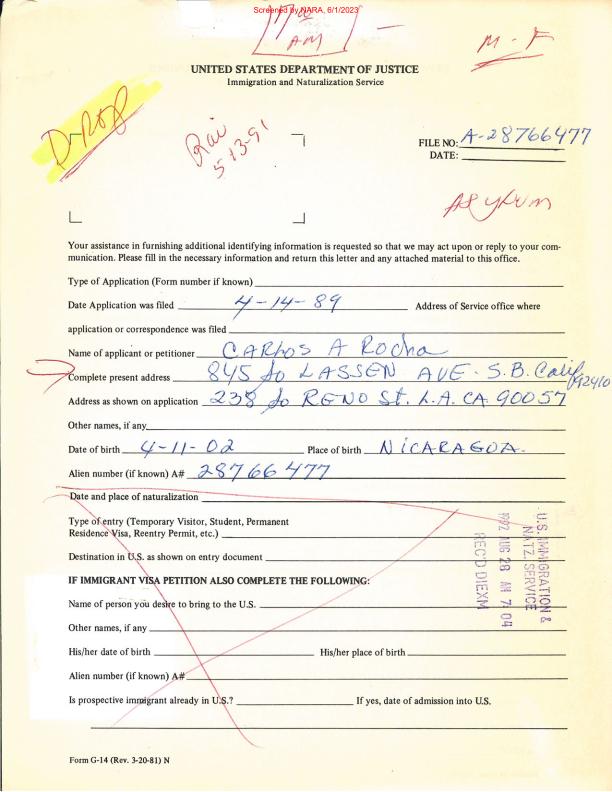 Screened by NARA, 6/1/2023
AM
M - F
UNITED STATES DEPARTMENT OF JUSTICE
Immigration and Naturalization Service
5-13-91
FILE NO: A-28766477
DATE:
Asylum
Your assistance in furnishing additional identifying information is requested so that we may act upon or reply to your com-
munication. Please fill in the necessary information and return this letter and any attached material to this office.
Type of Application (Form number if known)
Date Application was filed 4-14-89 Address of Service office where
application or correspondence was filed
Name of applicant or petitioner CARlos A Rocha
Complete present address 845 So LASSEN AVE. S.B. Calif 92410
Address as shown on application 238 So RENO St. L.A. CA. 90057
Other names, if any
Date of birth 4-11-02 Place of birth NiCARAGUA.
Alien number (if known) A# 28766477
Date and place of naturalization
Type of entry (Temporary Visitor, Student, Permanent
Residence Visa, Reentry Permit, etc.)
Destination in U.S. as shown on entry document
IF IMMIGRANT VISA PETITION ALSO COMPLETE THE FOLLOWING:
Name of person you desire to bring to the U.S.
Other names, if any
His/her date of birth His/her place of birth
Alien number (if known) A#
Is prospective immigrant already in U.S.? If yes, date of admission into U.S.
U.S. IMMIGRATION &
NATZ. SERVICE
1992 AUG 28 AM 7:04
REC'D DIEXM
Form G-14 (Rev. 3-20-81) N